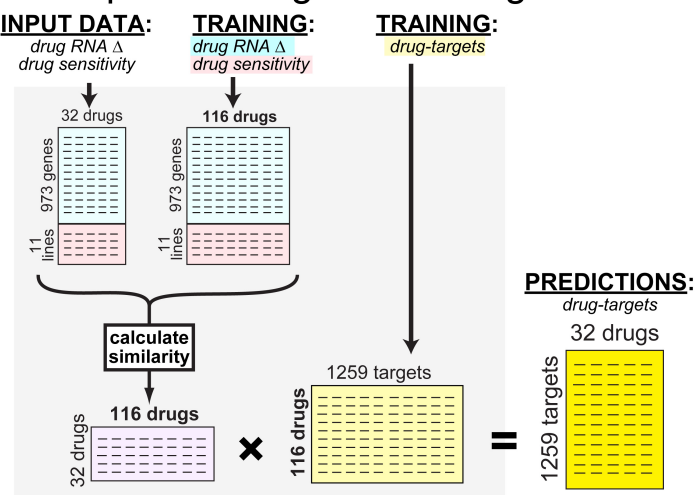 INPUT DATA:
drug RNA Δ
drug sensitivity
TRAINING:
drug RNA Δ
drug sensitivity
TRAINING:
drug-targets
32 drugs
973 genes
11
lines
116 drugs
973 genes
11
lines
calculate
similarity
116 drugs
32 drugs
×
1259 targets
116 drugs
=
PREDICTIONS:
drug-targets
32 drugs
1259 targets